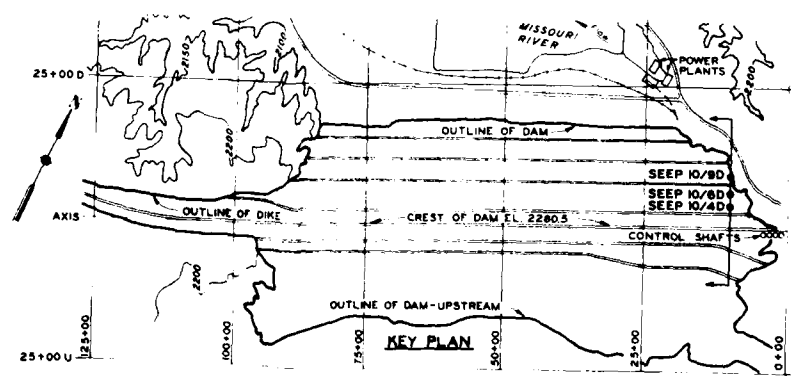 MISSOURI
RIVER
POWER
PLANTS
2150
2100
2200
25+00 D
OUTLINE OF DAM
2200
SEEP 10/9D
SEEP 10/6D
SEEP 10/4D
OUTLINE OF DIKE
AXIS
CREST OF DAM EL. 2280.5
CONTROL SHAFTS
2200
OUTLINE OF DAM-UPSTREAM
KEY PLAN
25+00 U
125+00
100+00
75+00
50+00
25+00
0+00